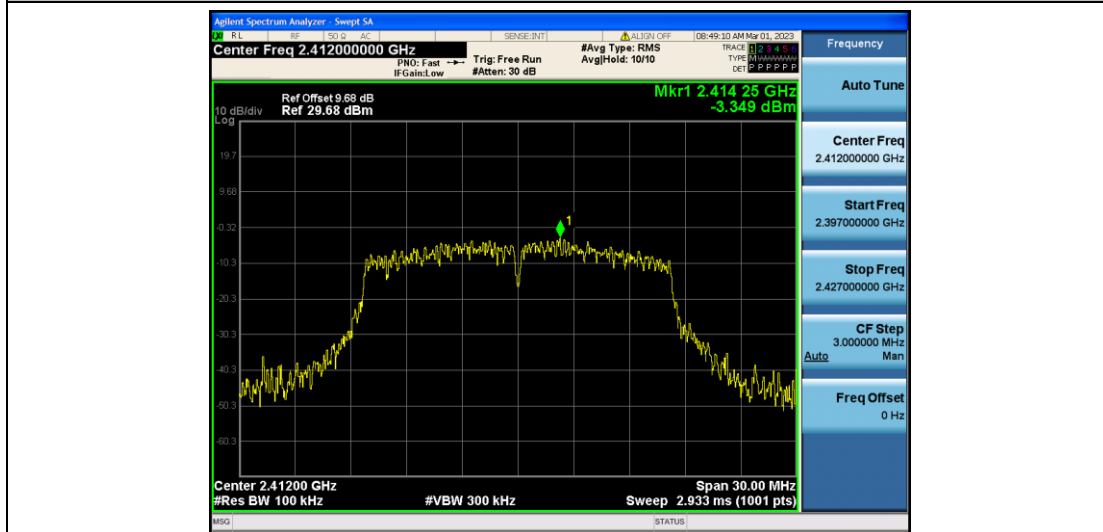 Agilent Spectrum Analyzer - Swept SA
RL RF 50 Ω AC SENSE:INT ALIGN OFF 08:49:10 AM Mar 01, 2023
Center Freq 2.412000000 GHz
PNO: Fast
IFGain:Low
Trig: Free Run
#Atten: 30 dB
#Avg Type: RMS
Avg|Hold: 10/10
TRACE 1 2 3 4 5 6
TYPE M
DET P P P P P P
Mkr1 2.414 25 GHz
-3.349 dBm
Ref Offset 9.68 dB
10 dB/div Ref 29.68 dBm
Log
19.7
9.68
-0.32
-10.3
-20.3
-30.3
-40.3
-50.3
-60.3
1
Center 2.41200 GHz Span 30.00 MHz
#Res BW 100 kHz #VBW 300 kHz Sweep 2.933 ms (1001 pts)
MSG STATUS
Frequency
Auto Tune
Center Freq
2.412000000 GHz
Start Freq
2.397000000 GHz
Stop Freq
2.427000000 GHz
CF Step
3.000000 MHz
Auto Man
Freq Offset
0 Hz